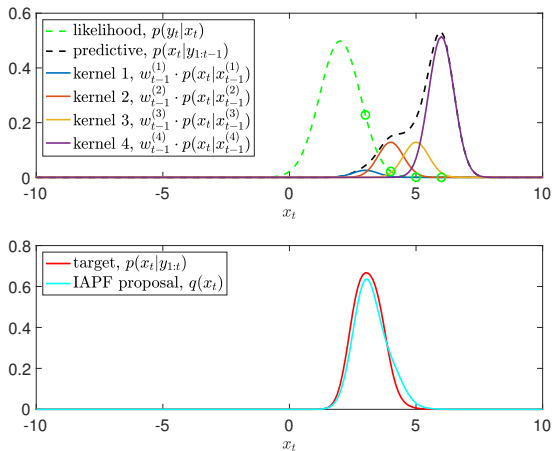 0.6
0.4
0.2
0
likelihood, p(y_t|x_t)
predictive, p(x_t|y_{1:t-1})
kernel 1, w_{t-1}^{(1)} · p(x_t|x_{t-1}^{(1)})
kernel 2, w_{t-1}^{(2)} · p(x_t|x_{t-1}^{(2)})
kernel 3, w_{t-1}^{(3)} · p(x_t|x_{t-1}^{(3)})
kernel 4, w_{t-1}^{(4)} · p(x_t|x_{t-1}^{(4)})
-10 -5 0 5 10
x_t
0.8
0.6
0.4
0.2
0
target, p(x_t|y_{1:t})
IAPF proposal, q(x_t)
-10 -5 0 5 10
x_t